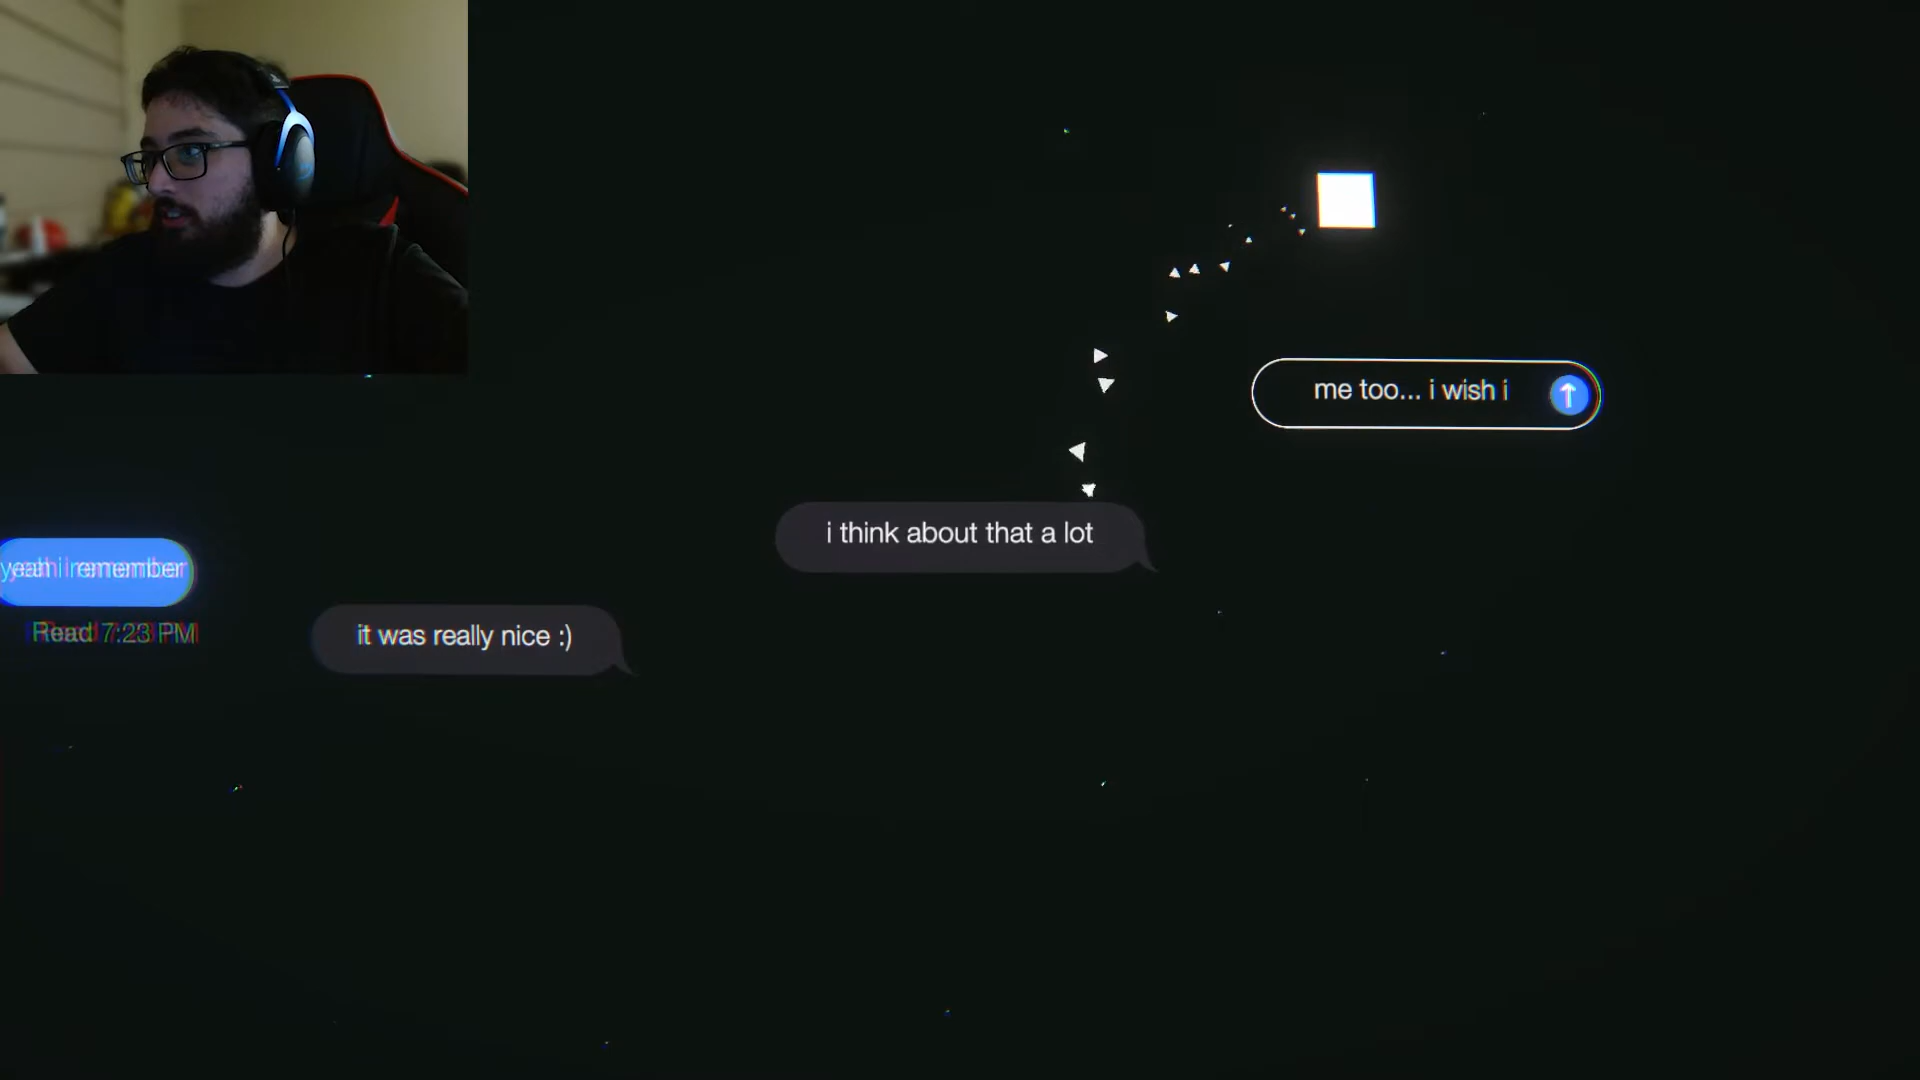 me too... i wish i
i think about that a lot
yeah i remember
Read 7:23 PM
it was really nice :)